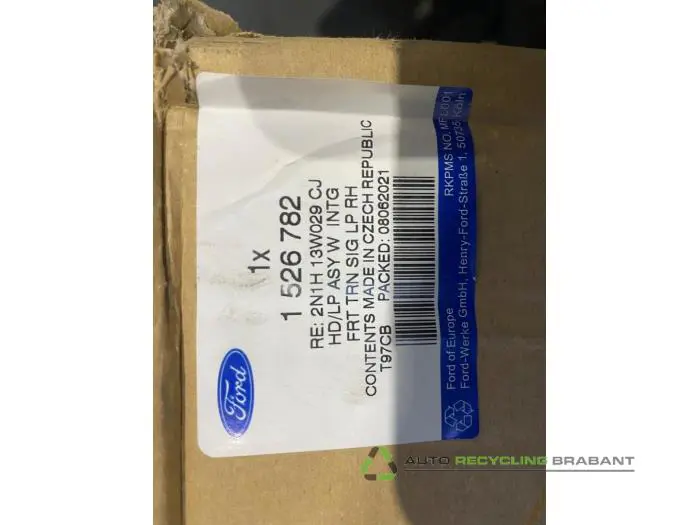 Ford
1x
1 526 782
RE: 2N1H 13W029 CJ
HD/LP ASY W INTG
FRT TRN SIG LP RH
CONTENTS MADE IN CZECH REPUBLIC
T97CB PACKED: 08062021
Ford of Europe
Ford-Werke GmbH, Henry-Ford-Straße 1, 50735 Köln
RKPMS NO. MFL001
AUTO RECYCLING BRABANT